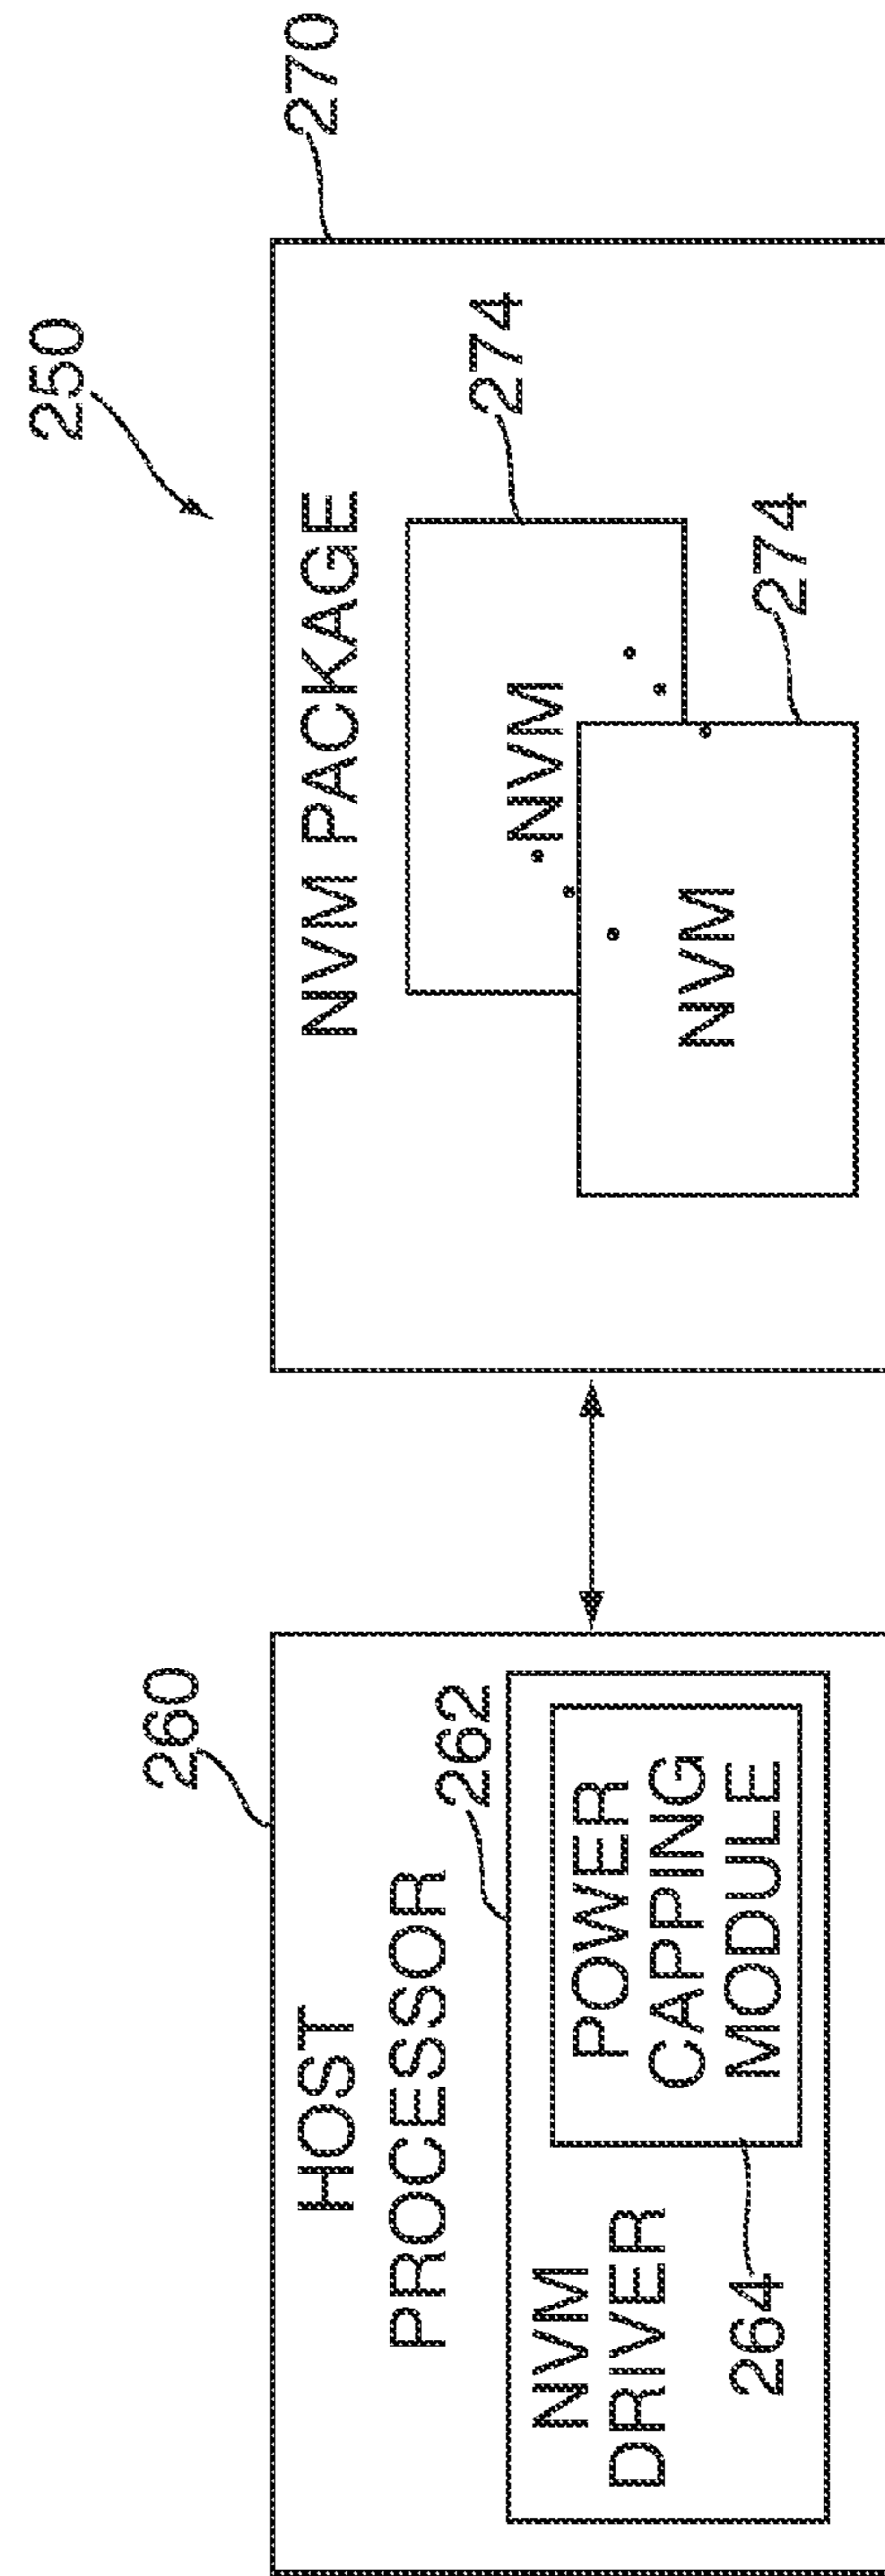 250
260
HOST
PROCESSOR
262
NVM
DRIVER
POWER
CAPPING
MODULE
264
270
NVM PACKAGE
274
NVM
274
NVM